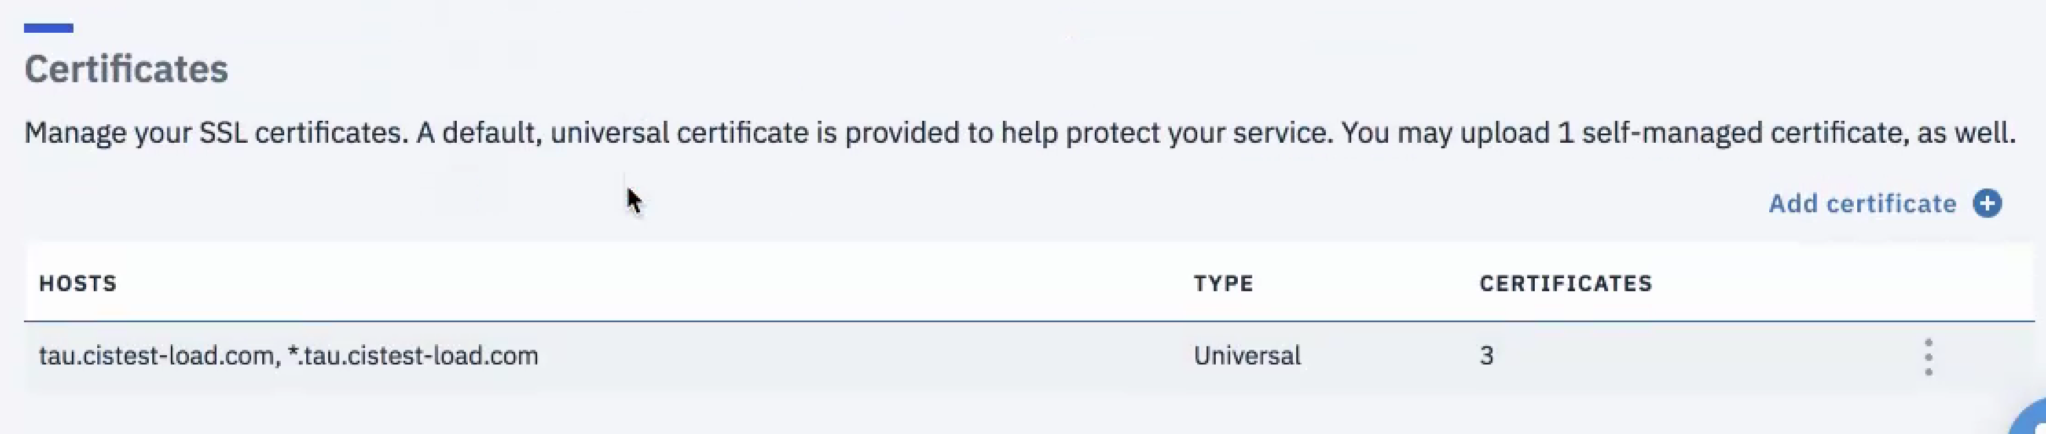 Certificates
Manage your SSL certificates. A default, universal certificate is provided to help protect your service. You may upload 1 self-managed certificate, as well.
Add certificate
HOSTS TYPE CERTIFICATES
tau.cistest-load.com, *.tau.cistest-load.com Universal 3